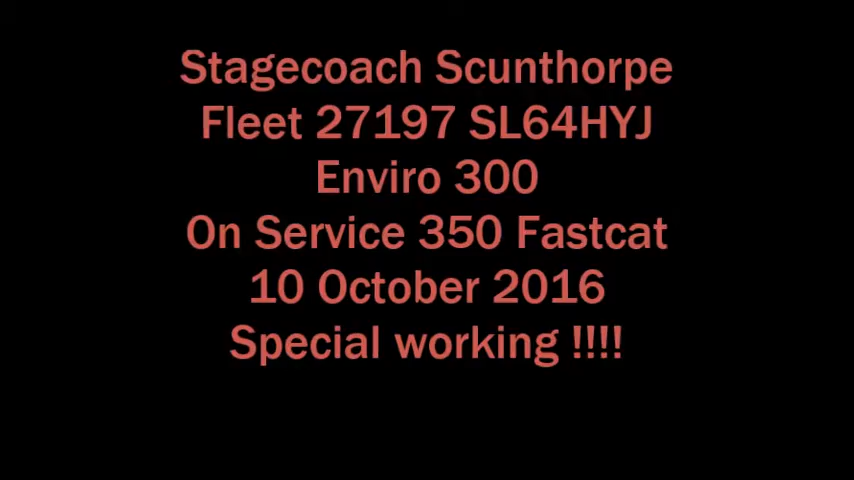 Stagecoach Scunthorpe
Fleet 27197 SL64HYJ
Enviro 300
On Service 350 Fastcat
10 October 2016
Special working !!!!